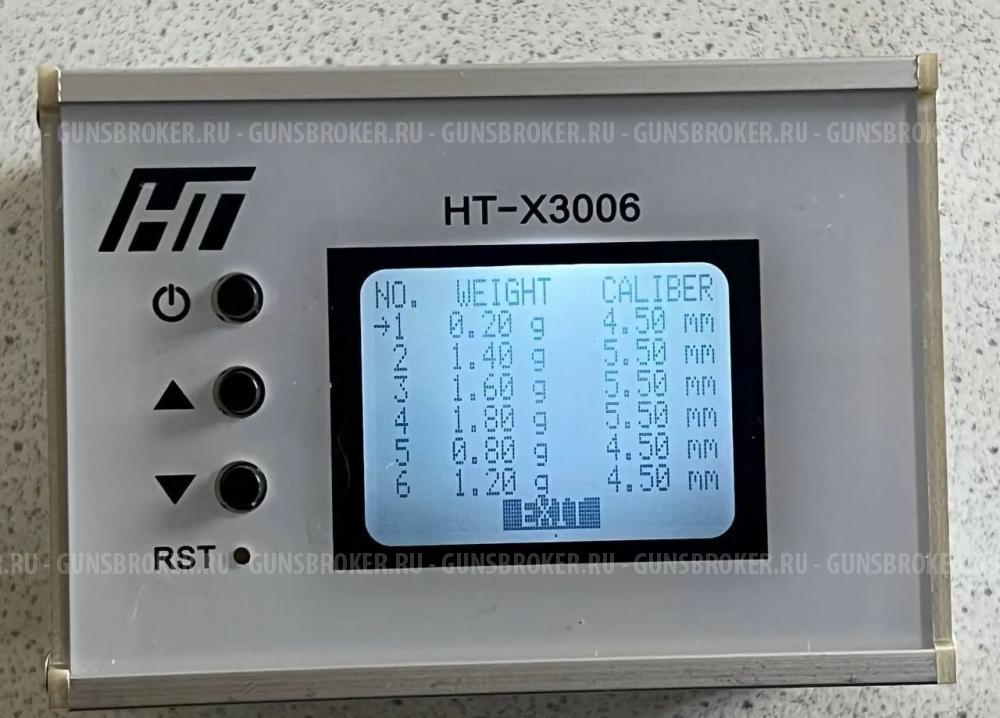 GUNSBROKER.RU - GUNSBROKER.RU - GUNSBROKER.RU - GUNSBROKER.RU - GUNSBROKER
HT
HT-X3006
NO. WEIGHT CALIBER
→1 0.20 g 4.50 mm
2 1.40 g 5.50 mm
3 1.60 g 5.50 mm
4 1.80 g 5.50 mm
5 0.80 g 4.50 mm
6 1.20 g 4.50 mm
EXIT
RST
.RU - GUNSBROKER.RU - GUNSBROKER.RU - GUNSBROKER.RU - GUNSBROKER.RU